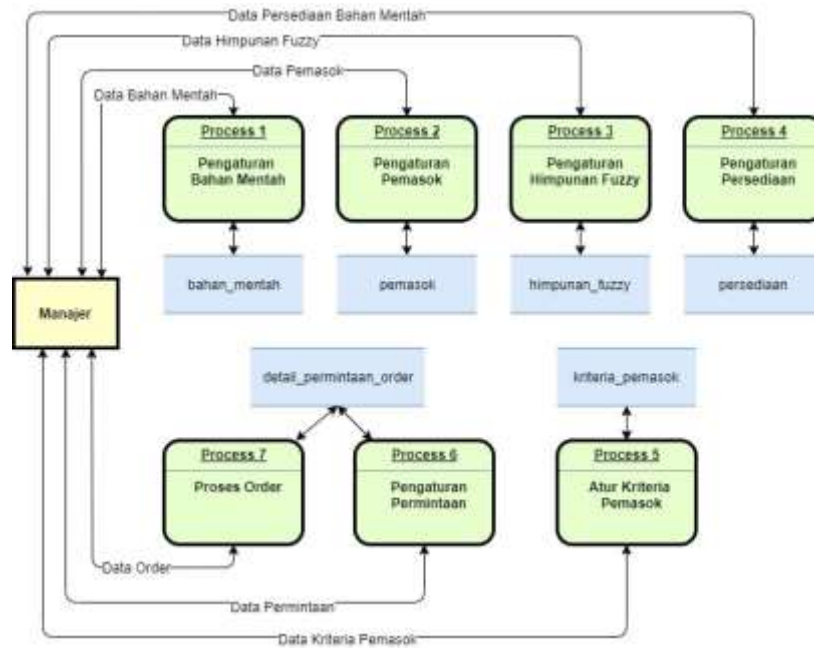 Data Persediaan Bahan Mentah
Data Himpunan Fuzzy
Data Pemasok
Data Bahan Mentah
Process 1
Pengaturan
Bahan Mentah
Process 2
Pengaturan
Pemasok
Process 3
Pengaturan
Himpunan Fuzzy
Process 4
Pengaturan
Persediaan
bahan_mentah
pemasok
himpunan_fuzzy
persediaan
Manajer
detail_permintaan_order
kriteria_pemasok
Process 7
Proses Order
Process 6
Pengaturan
Permintaan
Process 5
Atur Kriteria
Pemasok
Data Order
Data Permintaan
Data Kriteria Pemasok